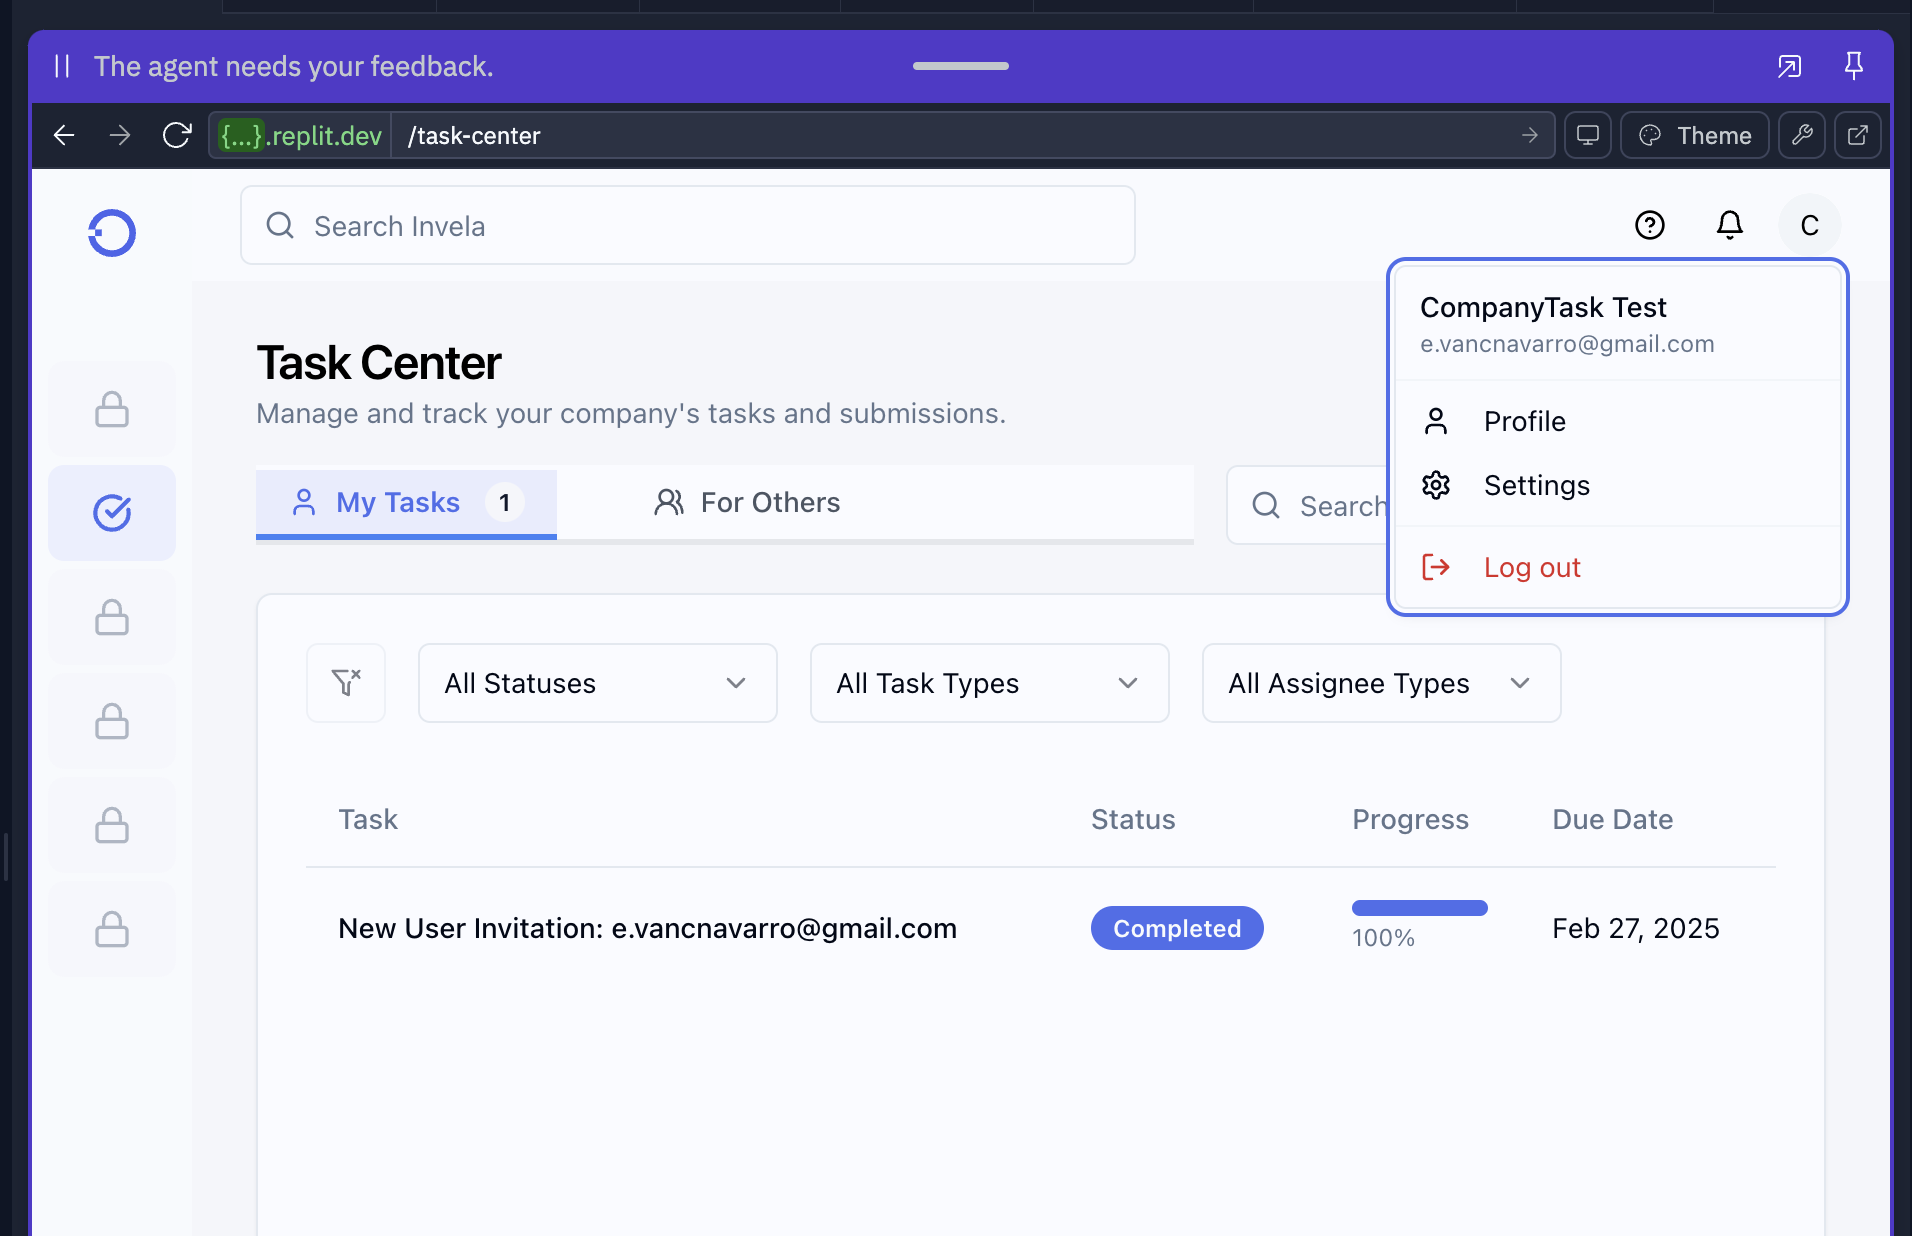 The agent needs your feedback.
{...}.replit.dev /task-center
Theme
Search Invela
C
CompanyTask Test
e.vancnavarro@gmail.com
Profile
Settings
Log out
Task Center
Manage and track your company's tasks and submissions.
My Tasks 1
For Others
Search
All Statuses
All Task Types
All Assignee Types
Task Status Progress Due Date
New User Invitation: e.vancnavarro@gmail.com Completed 100% Feb 27, 2025